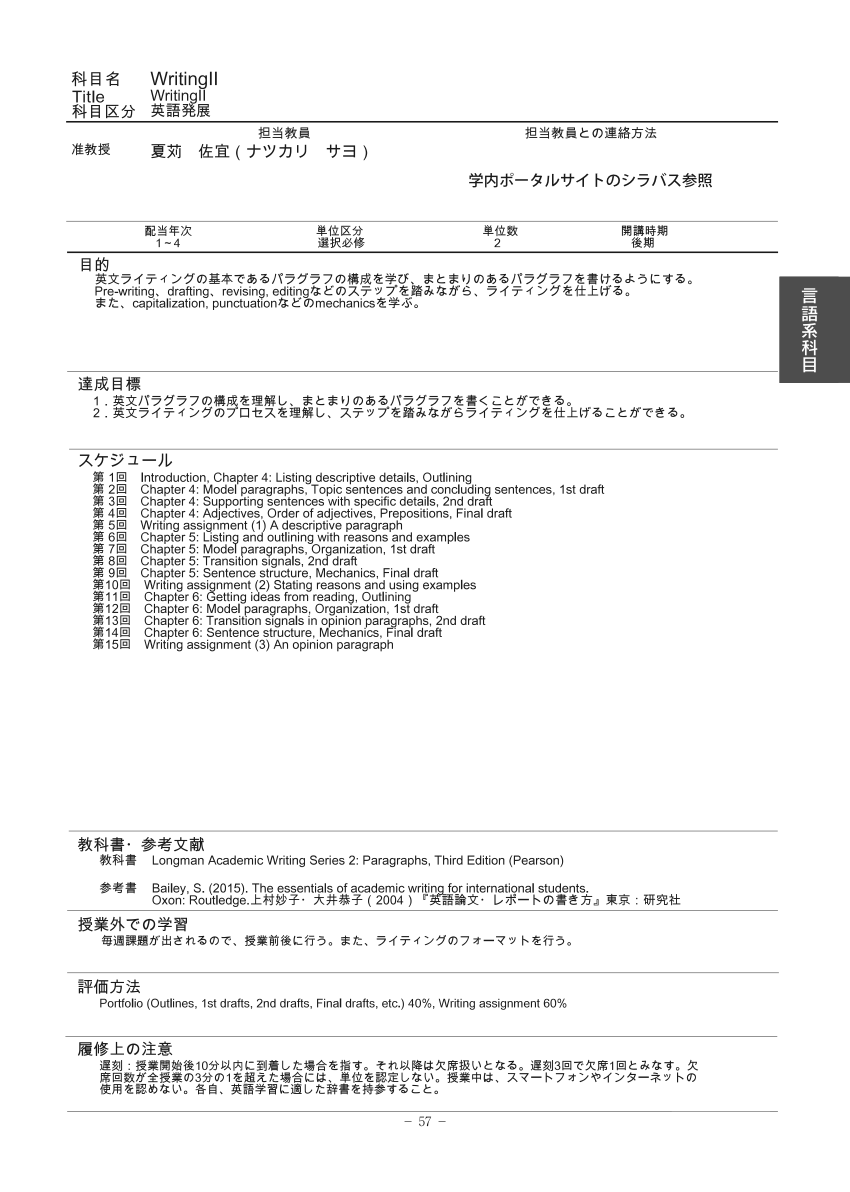 科目名　WritingII
Title　WritingII
科目区分　英語発展
担当教員　担当教員との連絡方法
准教授　夏苅　佐宜（ナツカリ　サヨ）
学内ポータルサイトのシラバス参照
配当年次　単位区分　単位数　開講時期
1～4　選択必修　2　後期
目的
英文ライティングの基本であるパラグラフの構成を学び、まとまりのあるパラグラフを書けるようにする。
Pre-writing、drafting、revising, editingなどのステップを踏みながら、ライティングを仕上げる。
また、capitalization, punctuationなどのmechanicsを学ぶ。
言語系科目
達成目標
1．英文パラグラフの構成を理解し、まとまりのあるパラグラフを書くことができる。
2．英文ライティングのプロセスを理解し、ステップを踏みながらライティングを仕上げることができる。
スケジュール
第 1回　Introduction, Chapter 4: Listing descriptive details, Outlining
第 2回　Chapter 4: Model paragraphs, Topic sentences and concluding sentences, 1st draft
第 3回　Chapter 4: Supporting sentences with specific details, 2nd draft
第 4回　Chapter 4: Adjectives, Order of adjectives, Prepositions, Final draft
第 5回　Writing assignment (1) A descriptive paragraph
第 6回　Chapter 5: Listing and outlining with reasons and examples
第 7回　Chapter 5: Model paragraphs, Organization, 1st draft
第 8回　Chapter 5: Transition signals, 2nd draft
第 9回　Chapter 5: Sentence structure, Mechanics, Final draft
第10回　Writing assignment (2) Stating reasons and using examples
第11回　Chapter 6: Getting ideas from reading, Outlining
第12回　Chapter 6: Model paragraphs, Organization, 1st draft
第13回　Chapter 6: Transition signals in opinion paragraphs, 2nd draft
第14回　Chapter 6: Sentence structure, Mechanics, Final draft
第15回　Writing assignment (3) An opinion paragraph
教科書・参考文献
教科書　Longman Academic Writing Series 2: Paragraphs, Third Edition (Pearson)
参考書　Bailey, S. (2015). The essentials of academic writing for international students.
Oxon: Routledge.上村妙子・大井恭子（2004）『英語論文・レポートの書き方』東京：研究社
授業外での学習
毎週課題が出されるので、授業前後に行う。また、ライティングのフォーマットを行う。
評価方法
Portfolio (Outlines, 1st drafts, 2nd drafts, Final drafts, etc.) 40%, Writing assignment 60%
履修上の注意
遅刻：授業開始後10分以内に到着した場合を指す。それ以降は欠席扱いとなる。遅刻3回で欠席1回とみなす。欠
席回数が全授業の3分の1を超えた場合には、単位を認定しない。授業中は、スマートフォンやインターネットの
使用を認めない。各自、英語学習に適した辞書を持参すること。
－ 57 －